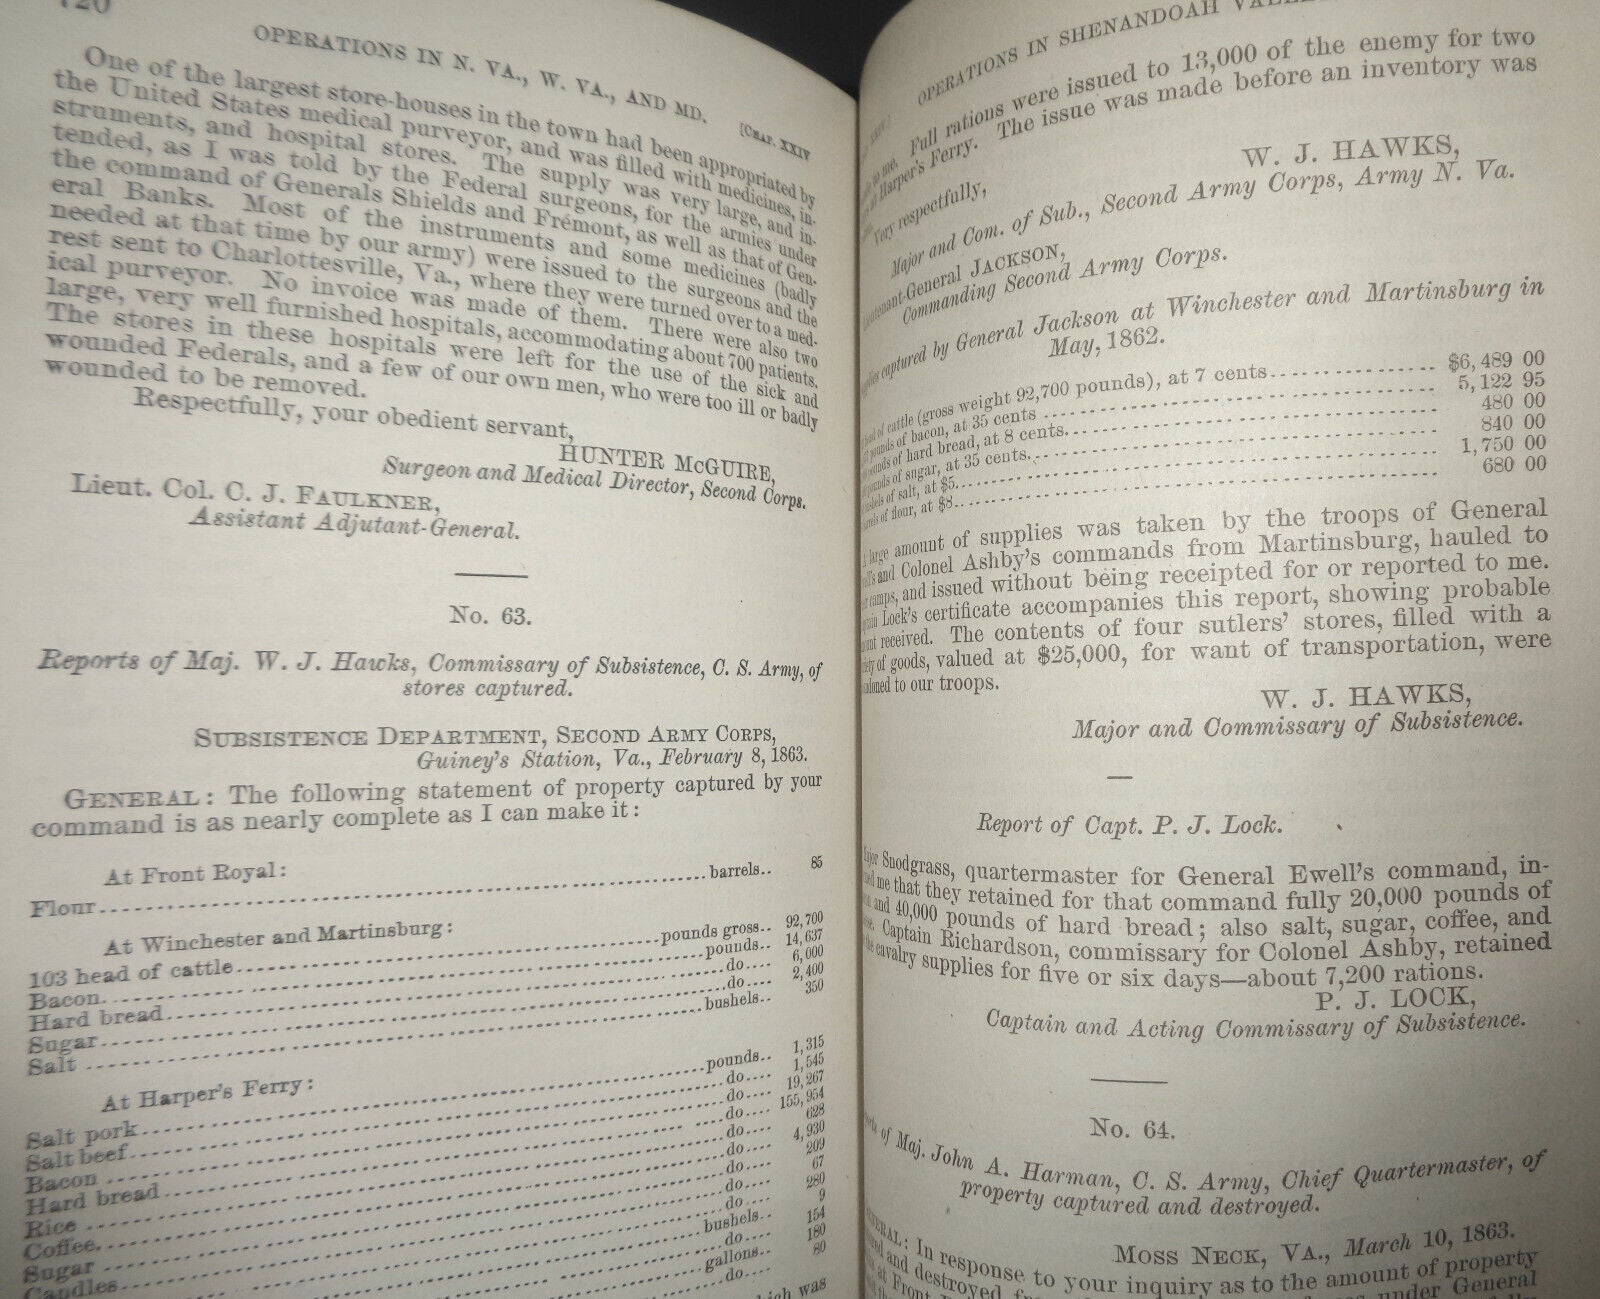 720
OPERATIONS IN N. VA., W. VA., AND MD.
[CHAP. XXIV
One of the largest store-houses in the town had been appropriated by
the United States medical purveyor, and was filled with medicines, in-
struments, and hospital stores. The supply was very large, and in-
tended, as I was told by the Federal surgeons, for the armies under
the command of Generals Shields and Frémont, as well as that of Gen-
eral Banks. Most of the instruments and some medicines (badly
needed at that time by our army) were issued to the surgeons and the
rest sent to Charlottesville, Va., where they were turned over to a med-
ical purveyor. No invoice was made of them. There were also two
large, very well furnished hospitals, accommodating about 700 patients.
The stores in these hospitals were left for the use of the sick and
wounded Federals, and a few of our own men, who were too ill or badly
wounded to be removed.
Respectfully, your obedient servant,
HUNTER McGUIRE,
Surgeon and Medical Director, Second Corps.
Lieut. Col. C. J. FAULKNER,
Assistant Adjutant-General.
No. 63.
Reports of Maj. W. J. Hawks, Commissary of Subsistence, C. S. Army, of
stores captured.
SUBSISTENCE DEPARTMENT, SECOND ARMY CORPS,
Guiney's Station, Va., February 8, 1863.
GENERAL: The following statement of property captured by your
command is as nearly complete as I can make it:
At Front Royal:
Flour barrels.. 85
At Winchester and Martinsburg:
103 head of cattle pounds gross.. 92,700
Bacon pounds.. 14,637
Hard bread do.... 6,000
Sugar do.... 2,400
Salt bushels.. 350
At Harper's Ferry:
Salt pork pounds.. 1,315
Salt beef do.... 1,545
Bacon do.... 19,267
Hard bread do.... 155,954
Rice do.... 628
Coffee do.... 4,930
Sugar do.... 209
Candles do.... 67
bushels.. 280
do.... 9
gallons.. 154
do.... 180
80
which was
OPERATIONS IN SHENANDOAH
XXIV.]
to me. Full rations were issued to 13,000 of the enemy for two
at Harper's Ferry. The issue was made before an inventory was
Very respectfully,
W. J. HAWKS,
Major and Com. of Sub., Second Army Corps, Army N. Va.
JACKSON,
Commanding Second Army Corps.
captured by General Jackson at Winchester and Martinsburg in
May, 1862.
head of cattle (gross weight 92,700 pounds), at 7 cents $6,489 00
pounds of bacon, at 35 cents 5,122 95
pounds of hard bread, at 8 cents 480 00
pounds of sugar, at 35 cents 840 00
of salt, at $5 1,750 00
of flour, at $8 680 00
A large amount of supplies was taken by the troops of General
and Colonel Ashby's commands from Martinsburg, hauled to
camps, and issued without being receipted for or reported to me.
Lock's certificate accompanies this report, showing probable
received. The contents of four sutlers' stores, filled with a
of goods, valued at $25,000, for want of transportation, were
to our troops.
W. J. HAWKS,
Major and Commissary of Subsistence.
Report of Capt. P. J. Lock.
Snodgrass, quartermaster for General Ewell's command, in-
me that they retained for that command fully 20,000 pounds of
and 40,000 pounds of hard bread; also salt, sugar, coffee, and
Captain Richardson, commissary for Colonel Ashby, retained
cavalry supplies for five or six days—about 7,200 rations.
P. J. LOCK,
Captain and Acting Commissary of Subsistence.
No. 64.
of Maj. John A. Harman, C. S. Army, Chief Quartermaster, of
property captured and destroyed.
MOSS NECK, VA., March 10, 1863.
In response to your inquiry as to the amount of property
and destroyed
at Front under General